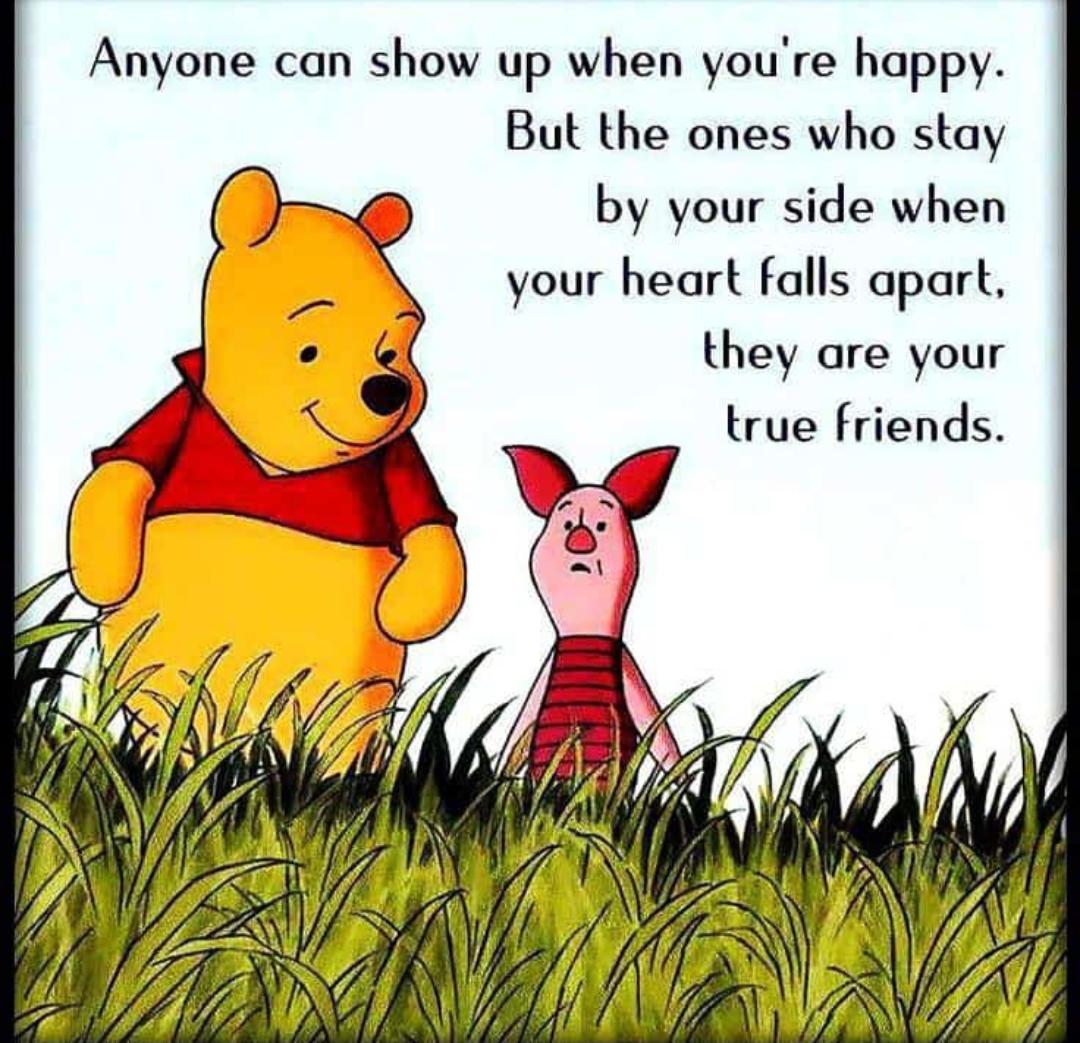 Anyone can show up when you're happy.
But the ones who stay
by your side when
your heart falls apart,
they are your
true friends.